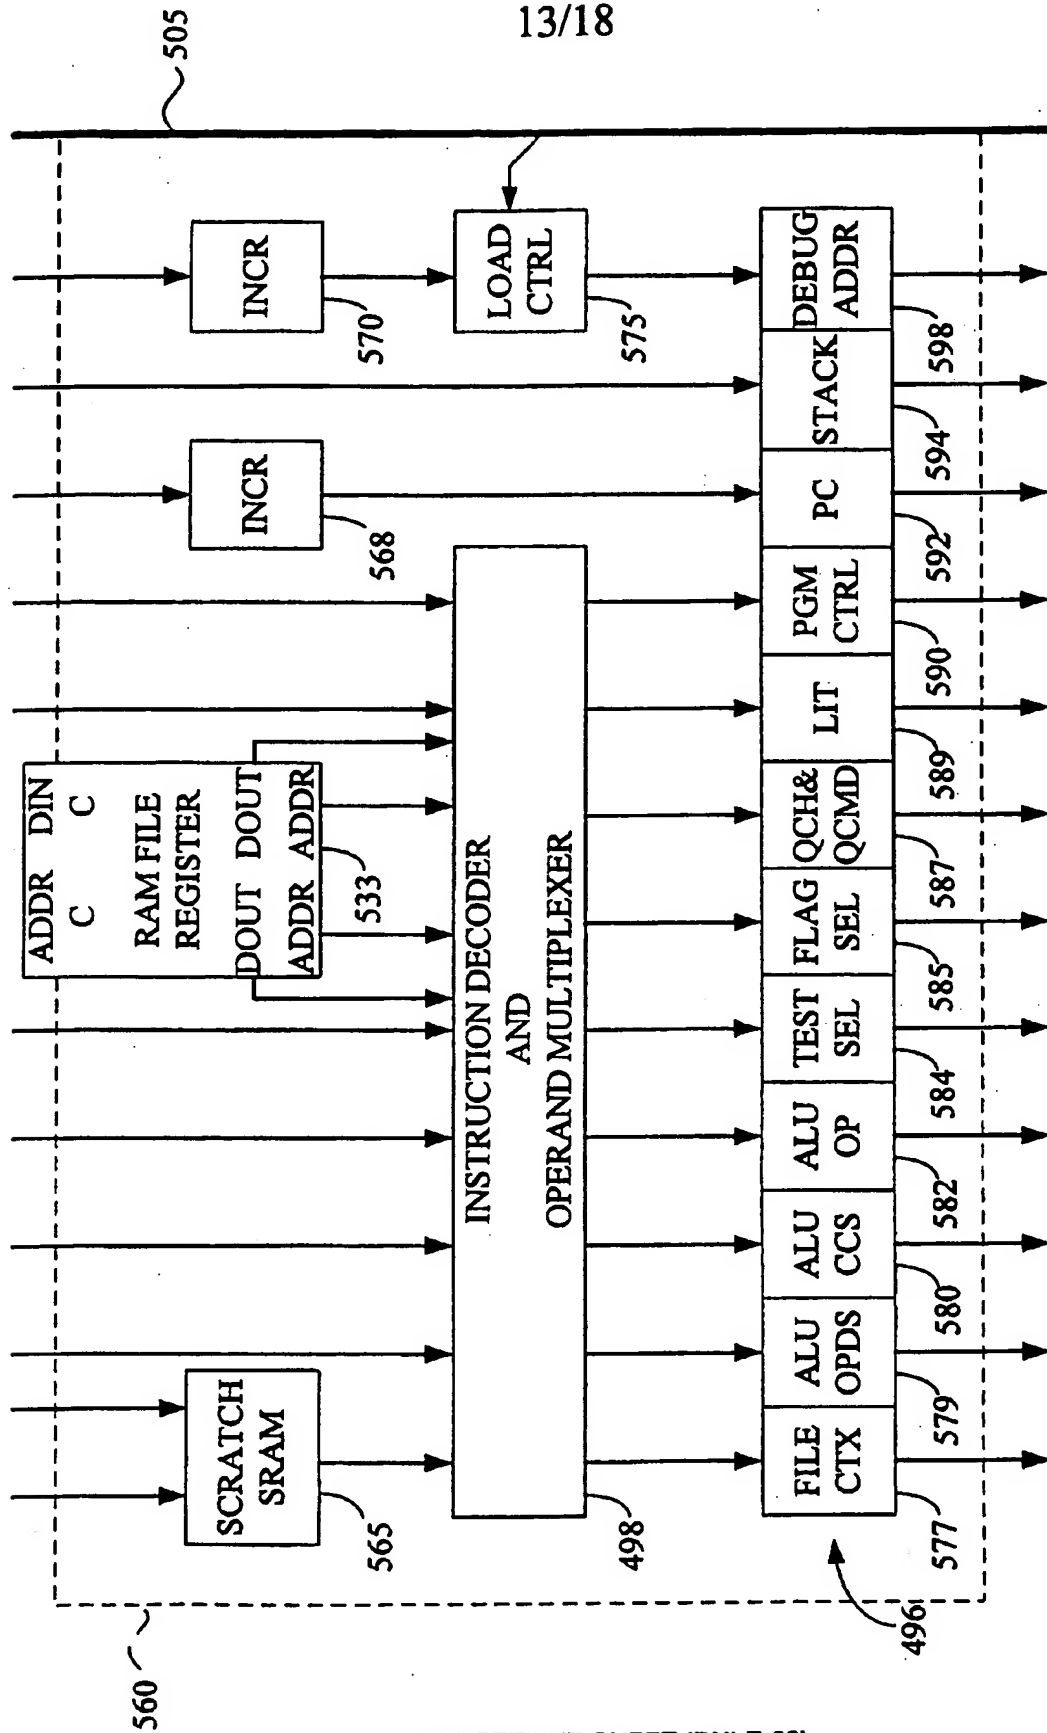 13/18
505
560
ADDR DIN
C C
RAM FILE
REGISTER
DOUT DOUT
ADDR ADDR
533
SCRATCH
SRAM
565
INCR
568
INCR
570
INSTRUCTION DECODER
AND
OPERAND MULTIPLEXER
498
LOAD
CTRL
575
FILE
CTX
577
ALU
OPDS
579
ALU
CCS
580
ALU
OP
582
TEST
SEL
584
FLAG
SEL
585
QCH&
QCMD
587
LIT
589
PGM
CTRL
590
PC
592
STACK
594
DEBUG
ADDR
598
496